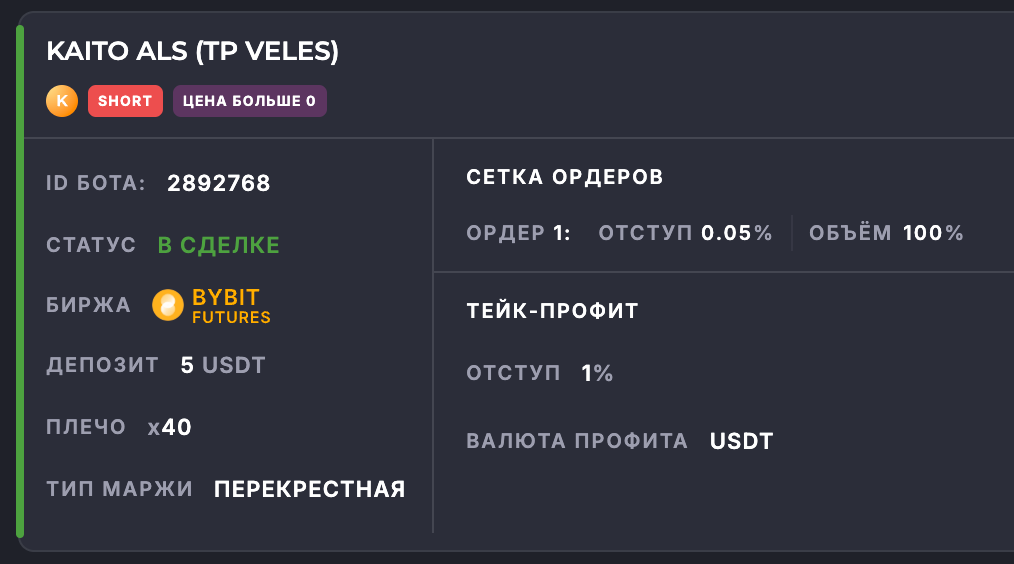 KAITO ALS (TP VELES)
K SHORT ЦЕНА БОЛЬШЕ 0
ID БОТА: 2892768
СТАТУС В СДЕЛКЕ
БИРЖА BYBIT
FUTURES
ДЕПОЗИТ 5 USDT
ПЛЕЧО x40
ТИП МАРЖИ ПЕРЕКРЕСТНАЯ
СЕТКА ОРДЕРОВ
ОРДЕР 1: ОТСТУП 0.05% ОБЪЁМ 100%
ТЕЙК-ПРОФИТ
ОТСТУП 1%
ВАЛЮТА ПРОФИТА USDT